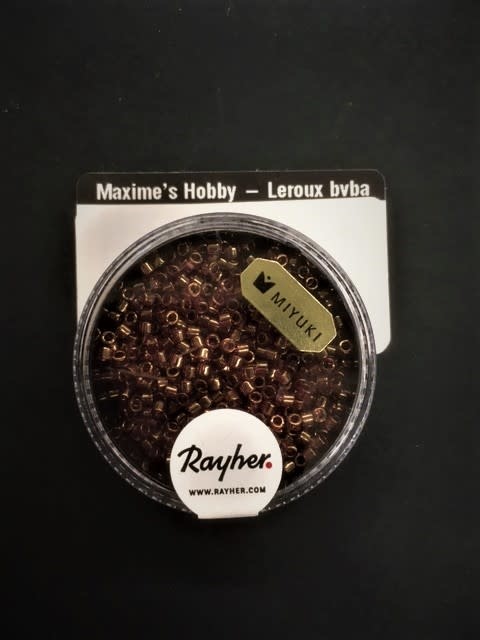 Maxime's Hobby – Leroux bvba
MIYUKI
Rayher.
WWW.RAYHER.COM